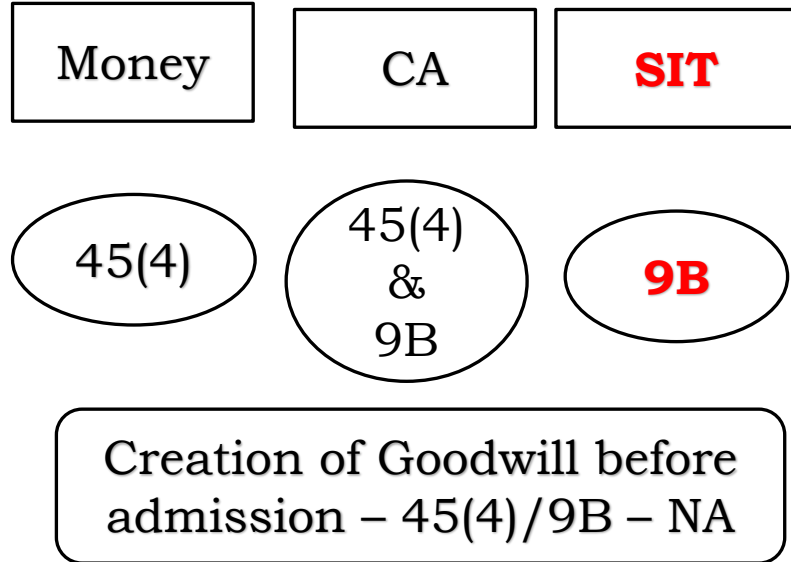 Money
CA
SIT
45(4)
45(4)
&
9B
9B
Creation of Goodwill before
admission – 45(4)/9B – NA